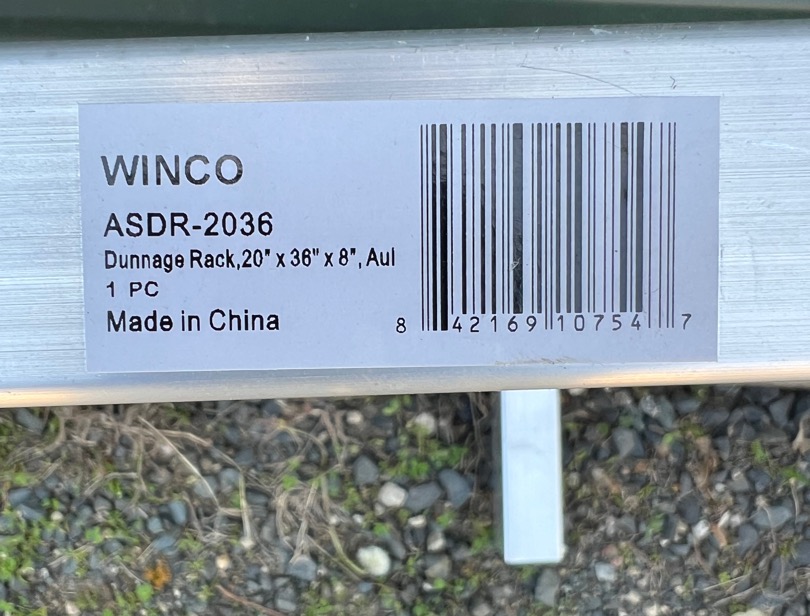 WINCO
ASDR-2036
Dunnage Rack,20" x 36" x 8", Aul
1 PC
Made in China
8 42169 10754 7